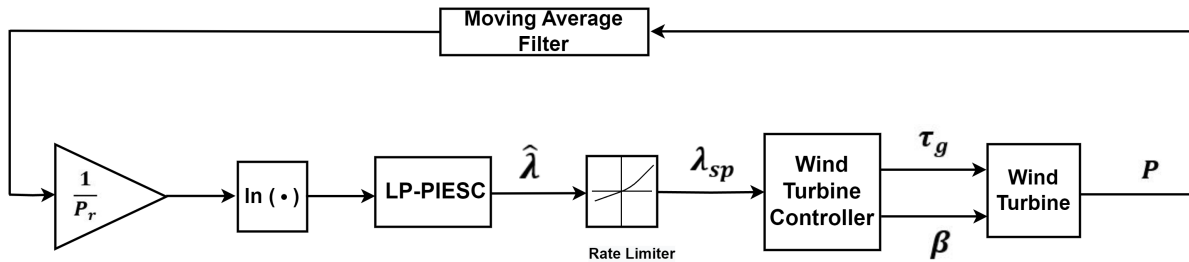 Moving Average
Filter
1
P_r
ln (•)
LP-PIESC
λ̂
Rate Limiter
λ_sp
Wind
Turbine
Controller
τ_g
β
Wind
Turbine
P